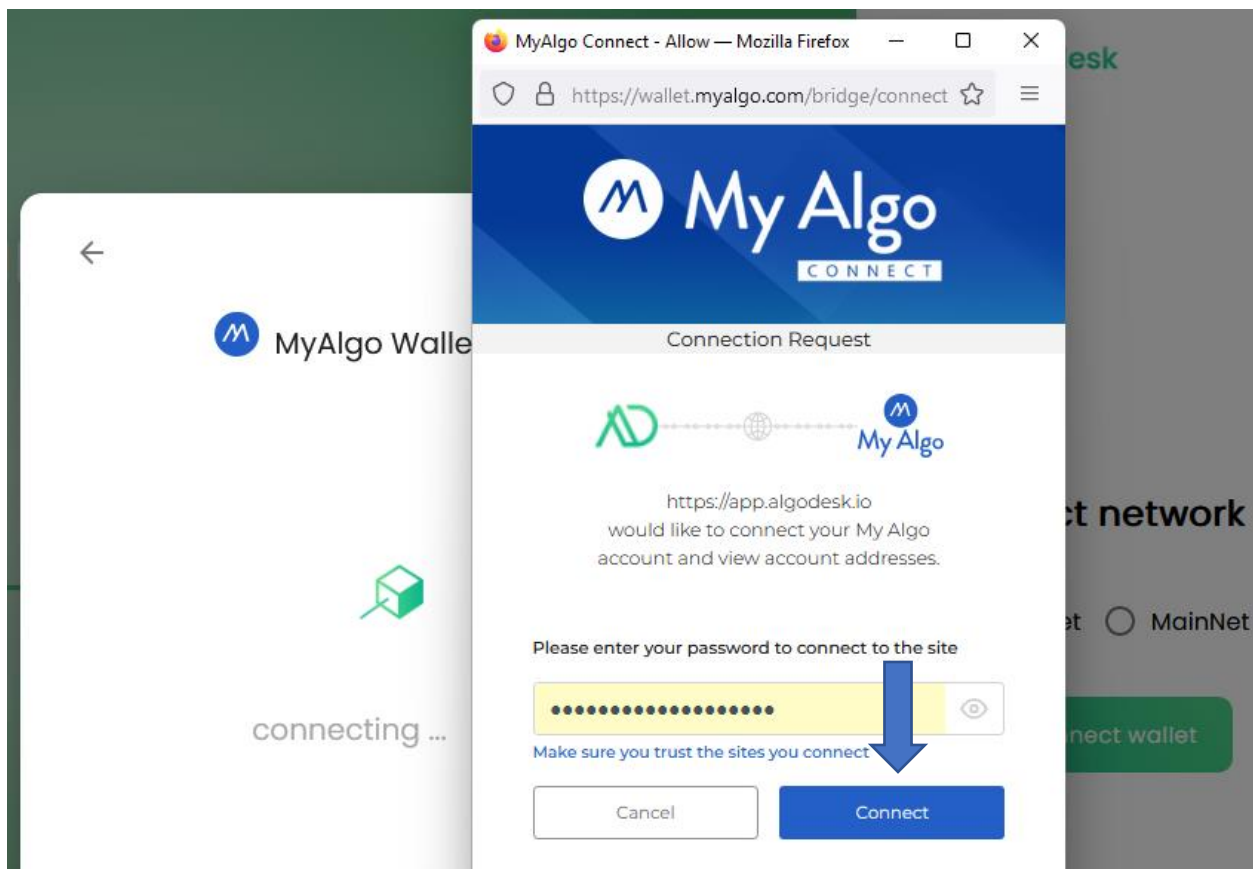 MyAlgo Connect - Allow — Mozilla Firefox
esk
https://wallet.myalgo.com/bridge/connect
My Algo
CONNECT
MyAlgo Walle
Connection Request
My Algo
https://app.algodesk.io
would like to connect your My Algo
account and view account addresses.
ct network
et MainNet
Please enter your password to connect to the site
•••••••••••••••••••
connecting ...
nect wallet
Make sure you trust the sites you connect
Cancel
Connect